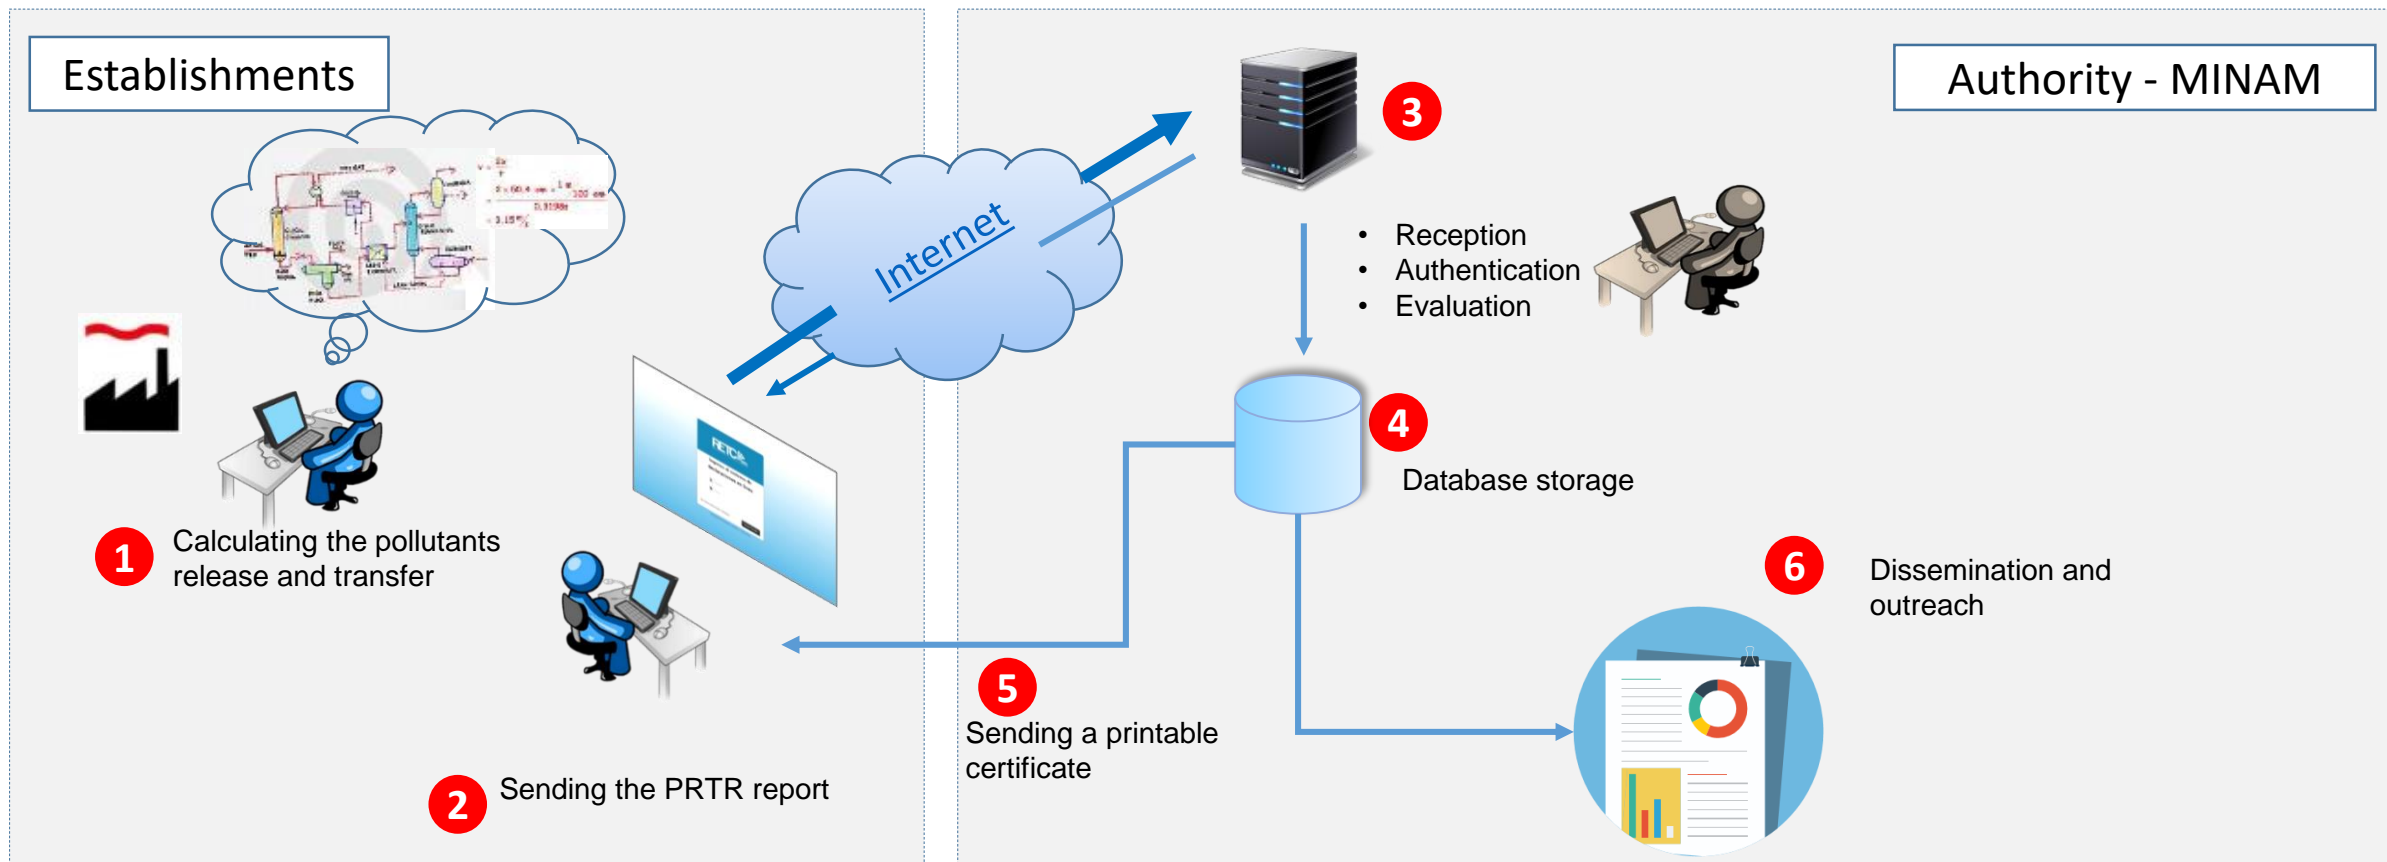 Establishments
Authority - MINAM
3
Internet
• Reception
• Authentication
• Evaluation
1
Calculating the pollutants
release and transfer
4
Database storage
RETC
2
Sending the PRTR report
5
Sending a printable
certificate
6
Dissemination and
outreach